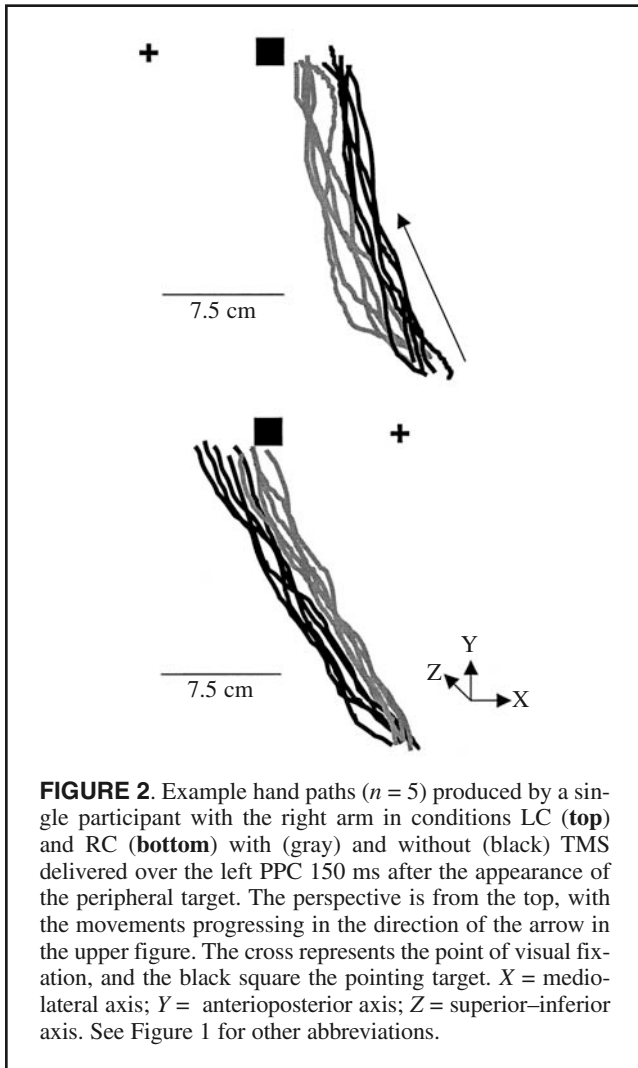 7.5 cm
7.5 cm
Y
Z
X
FIGURE 2. Example hand paths (n = 5) produced by a sin-
gle participant with the right arm in conditions LC (top)
and RC (bottom) with (gray) and without (black) TMS
delivered over the left PPC 150 ms after the appearance of
the peripheral target. The perspective is from the top, with
the movements progressing in the direction of the arrow in
the upper figure. The cross represents the point of visual fix-
ation, and the black square the pointing target. X = medio-
lateral axis; Y = anterioposterior axis; Z = superior–inferior
axis. See Figure 1 for other abbreviations.